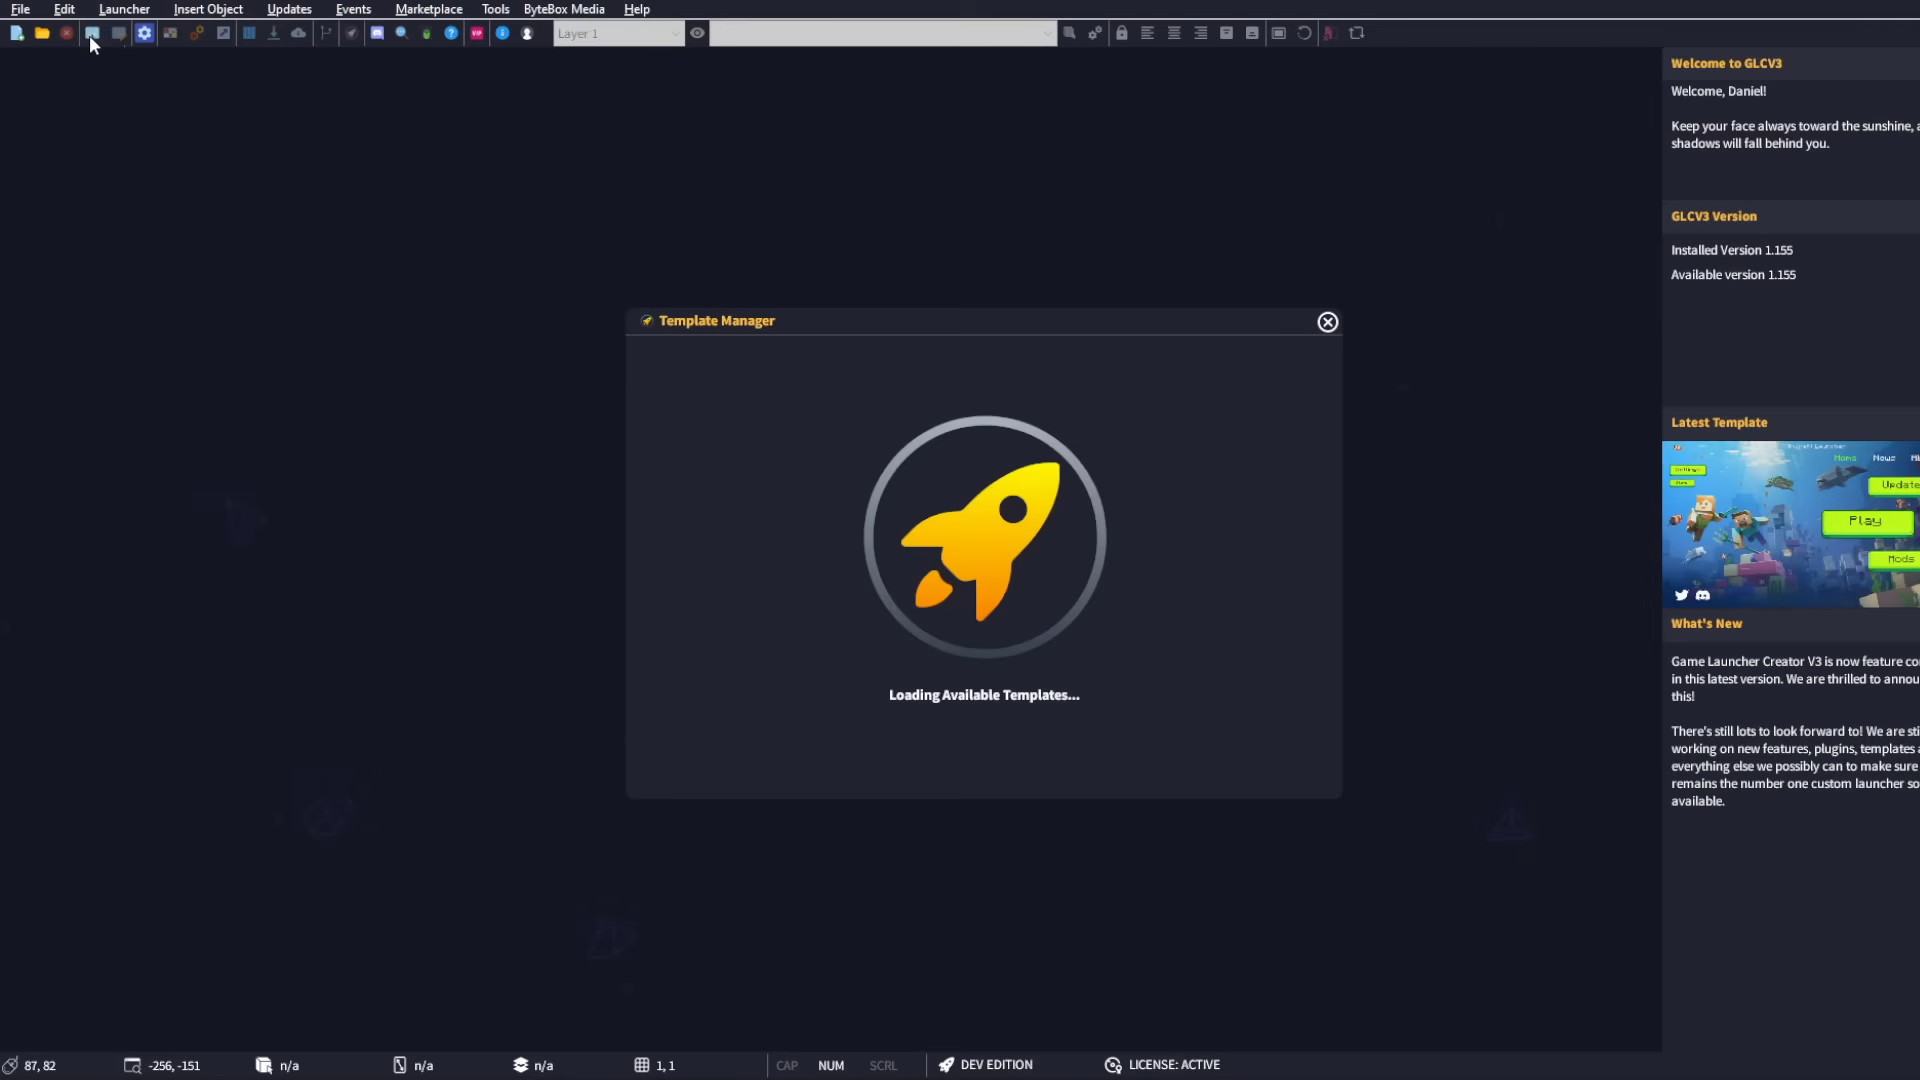 File Edit Launcher Insert Object Updates Events Marketplace Tools ByteBox Media Help
VIP
Layer 1
Welcome to GLCV3
Welcome, Daniel!
Keep your face always toward the sunshine, a
shadows will fall behind you.
GLCV3 Version
Installed Version 1.155
Available version 1.155
Template Manager
Loading Available Templates...
Latest Template
Home News
Update
Play
Mods
What's New
Game Launcher Creator V3 is now feature co
in this latest version. We are thrilled to annou
this!
There's still lots to look forward to! We are sti
working on new features, plugins, templates a
everything else we possibly can to make sure
remains the number one custom launcher so
available.
87, 82 -256, -151 n/a n/a n/a 1, 1 CAP NUM SCRL DEV EDITION LICENSE: ACTIVE